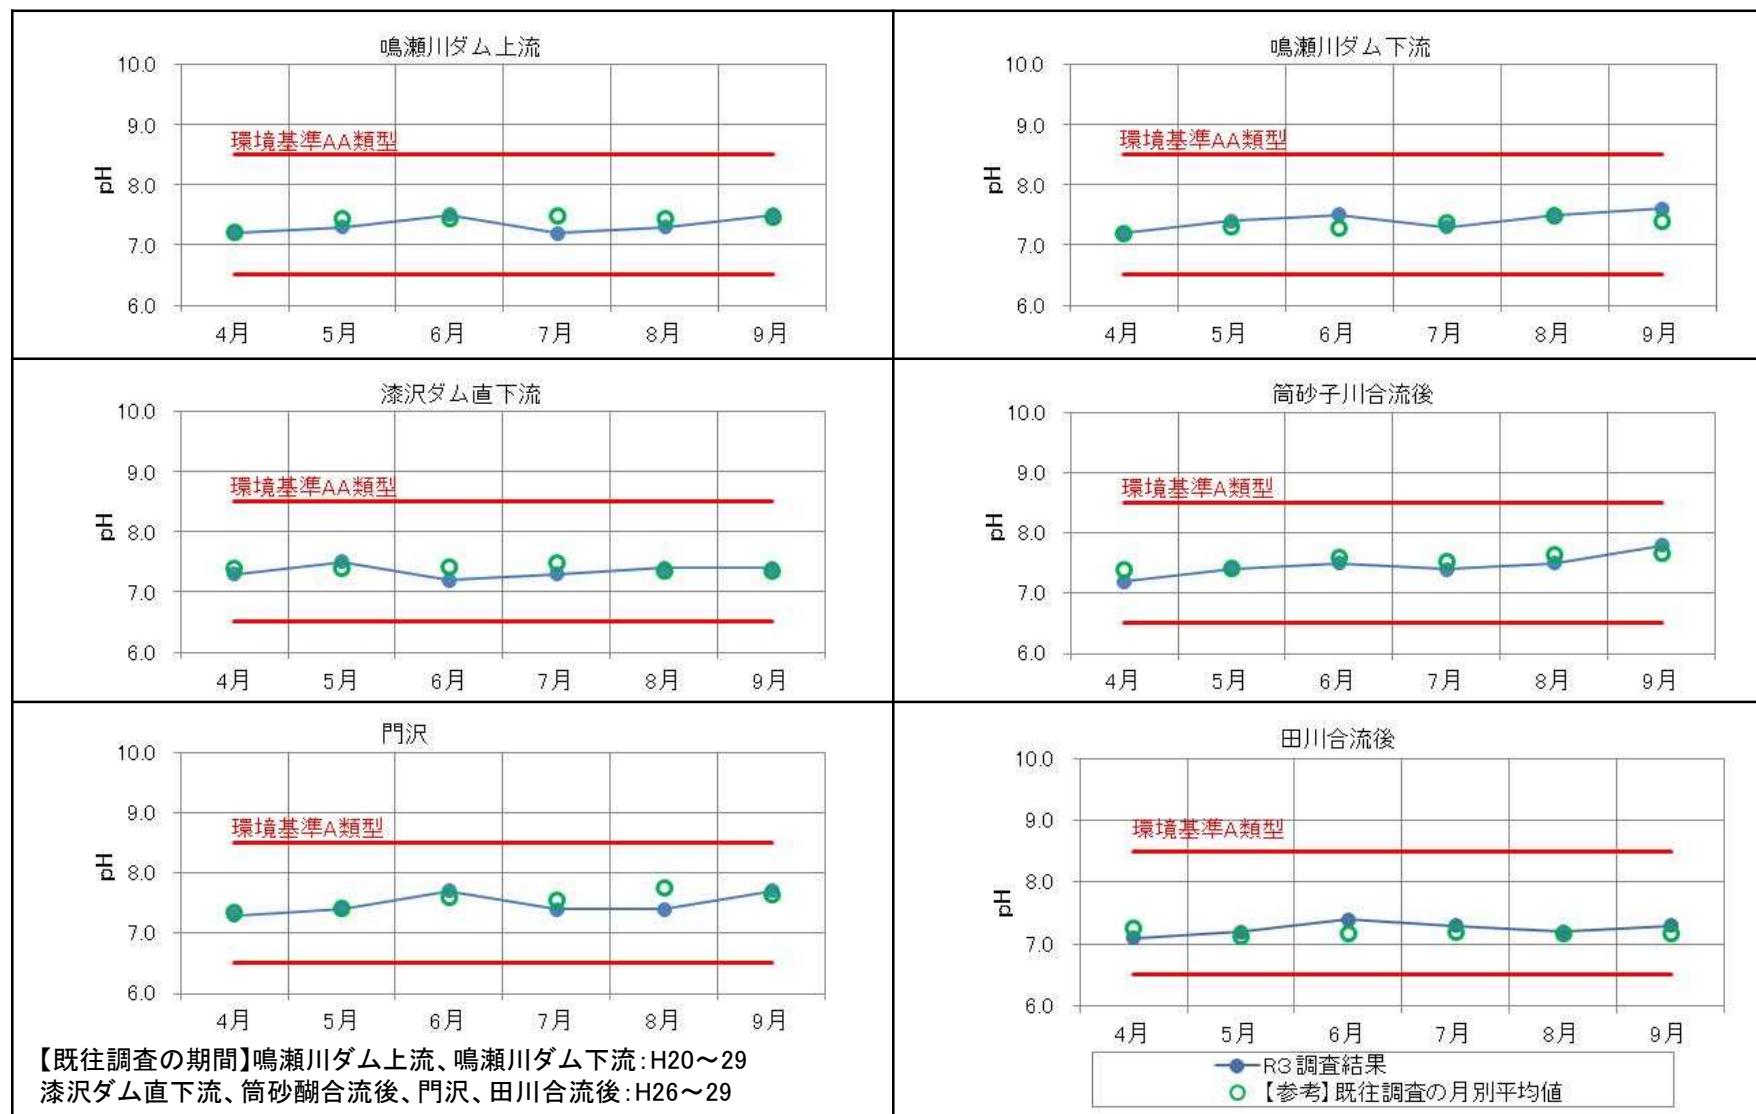 鳴瀬川ダム上流
10.0
9.0
8.0
7.0
6.0
pH
環境基準AA類型
4月 5月 6月 7月 8月 9月
鳴瀬川ダム下流
10.0
9.0
8.0
7.0
6.0
pH
環境基準AA類型
4月 5月 6月 7月 8月 9月
漆沢ダム直下流
10.0
9.0
8.0
7.0
6.0
pH
環境基準AA類型
4月 5月 6月 7月 8月 9月
筒砂子川合流後
10.0
9.0
8.0
7.0
6.0
pH
環境基準A類型
4月 5月 6月 7月 8月 9月
門沢
10.0
9.0
8.0
7.0
6.0
pH
環境基準A類型
4月 5月 6月 7月 8月 9月
田川合流後
10.0
9.0
8.0
7.0
6.0
pH
環境基準A類型
4月 5月 6月 7月 8月 9月
【既往調査の期間】鳴瀬川ダム上流、鳴瀬川ダム下流:H20～29
漆沢ダム直下流、筒砂醐合流後、門沢、田川合流後:H26～29
R3調査結果
【参考】既往調査の月別平均値